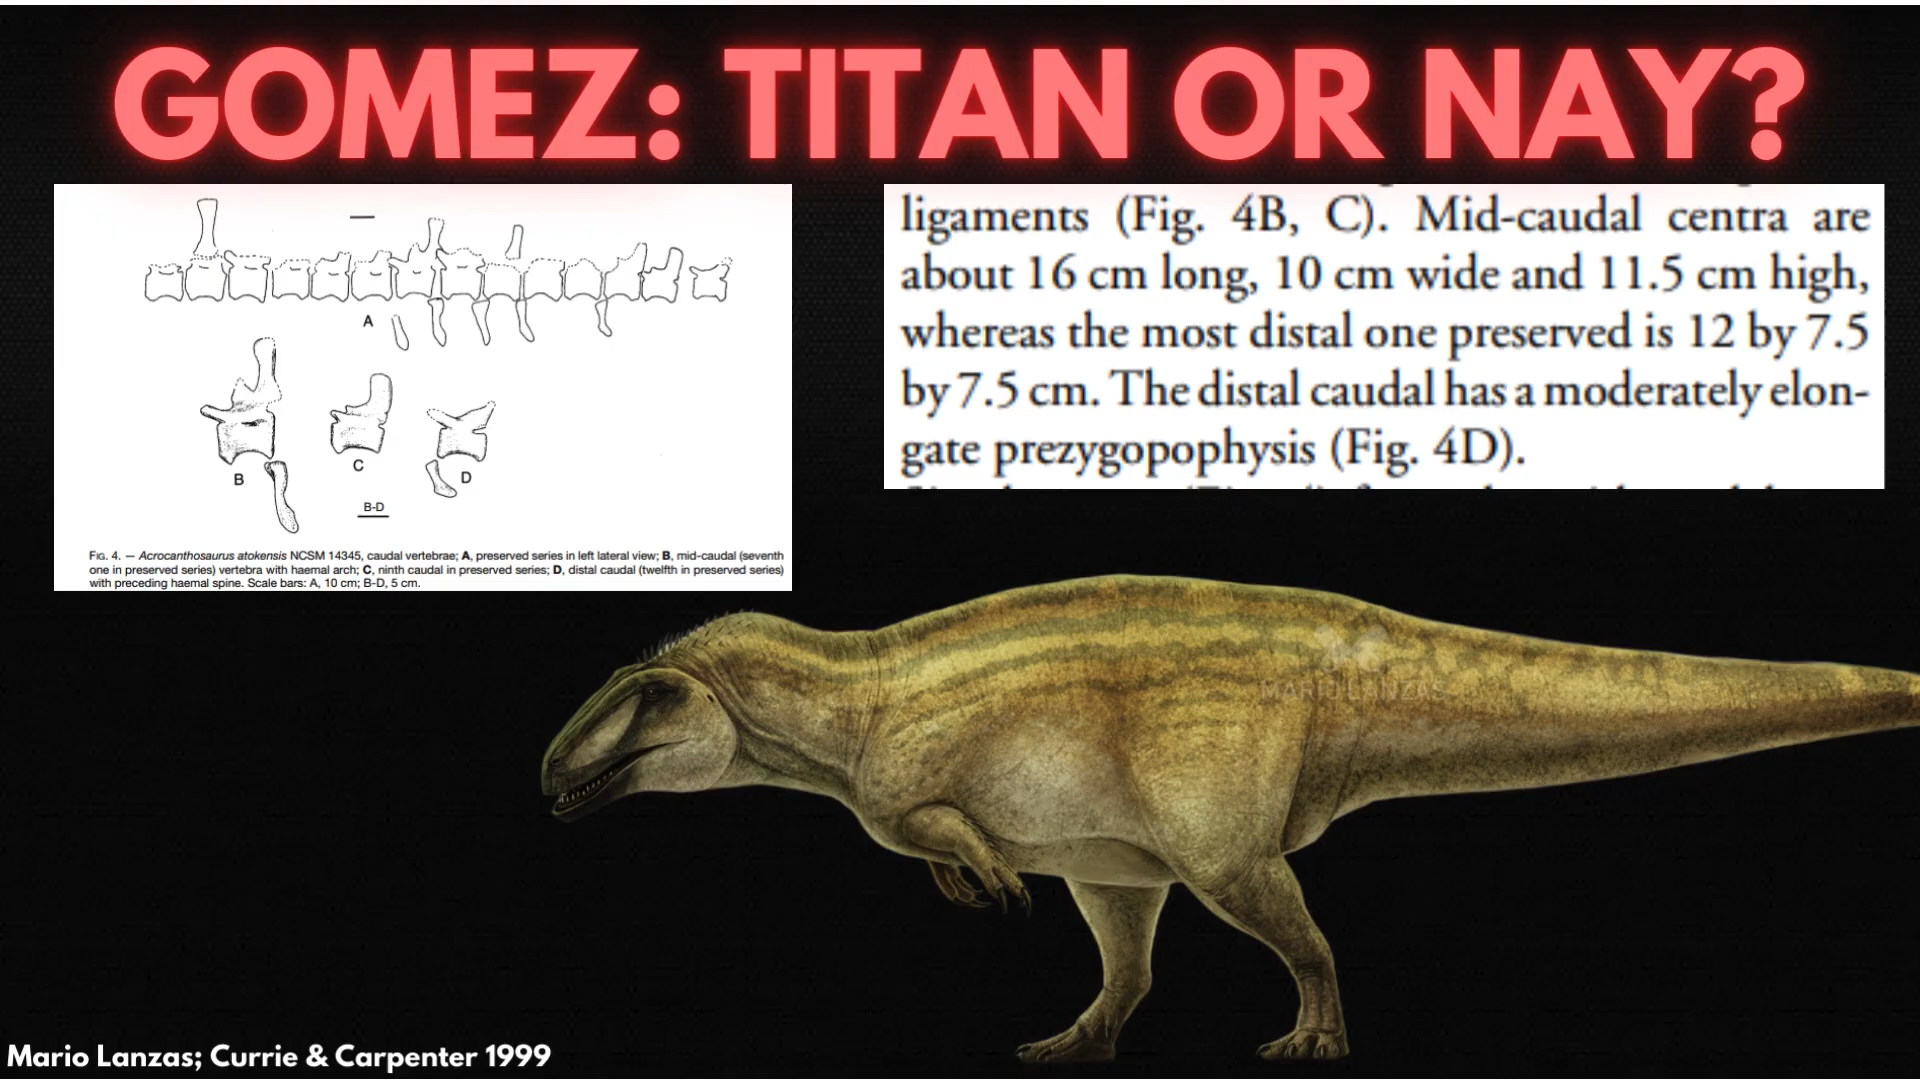 GOMEZ: TITAN OR NAY?
A
B
C
D
B-D
FIG. 4. — Acrocanthosaurus atokensis NCSM 14345, caudal vertebrae; A, preserved series in left lateral view; B, mid-caudal (seventh
one in preserved series) vertebra with haemal arch; C, ninth caudal in preserved series; D, distal caudal (twelfth in preserved series)
with preceding haemal spine. Scale bars: A, 10 cm; B-D, 5 cm.
ligaments (Fig. 4B, C). Mid-caudal centra are
about 16 cm long, 10 cm wide and 11.5 cm high,
whereas the most distal one preserved is 12 by 7.5
by 7.5 cm. The distal caudal has a moderately elon-
gate prezygopophysis (Fig. 4D).
MARIO LANZAS
Mario Lanzas; Currie & Carpenter 1999